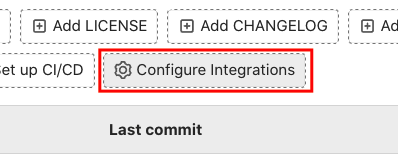 Add LICENSE Add CHANGELOG
et up CI/CD Configure Integrations
Last commit